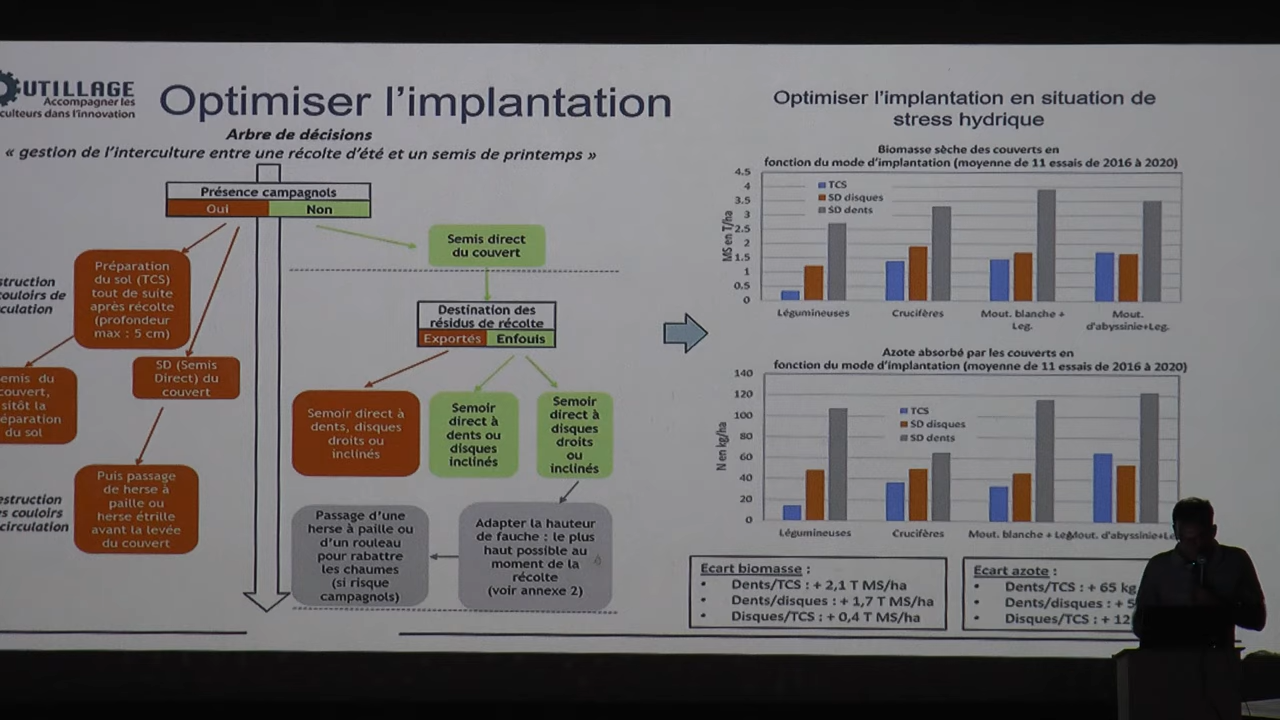 UTILLAGE
Accompagner les
culteurs dans l'innovation
Optimiser l'implantation
Arbre de décisions
« gestion de l'interculture entre une récolte d'été et un semis de printemps »
Présence campagnols
Oui
Non
Semis direct
du couvert
Préparation
du sol (TCS)
tout de suite
après récolte
(profondeur
max : 5 cm)
struction
couloirs de
culation
Destination des
résidus de récolte
Exportés
Enfouis
SD (Semis
Direct) du
couvert
emis du
couvert,
sitôt la
éparation
du sol
Semoir direct à
dents, disques
droits ou
inclinés
Semoir
direct à
dents ou
disques
inclinés
Semoir
direct à
disques
droits
ou
inclinés
Puis passage
de herse à
paille ou
herse étrille
avant la levée
du couvert
estruction
s couloirs
circulation
Passage d'une
herse à paille ou
d'un rouleau
pour rabattre
les chaumes
(si risque
campagnols)
Adapter la hauteur
de fauche : le plus
haut possible au
moment de la
récolte
(voir annexe 2)
Optimiser l'implantation en situation de
stress hydrique
Biomasse sèche des couverts en
fonction du mode d'implantation (moyenne de 11 essais de 2016 à 2020)
MS en T/ha
4.5
4
3.5
3
2.5
2
1.5
1
0.5
0
TCS
SD disques
SD dents
Légumineuses
Crucifères
Mout. blanche +
Leg.
Mout.
d'abyssinie+Leg.
Azote absorbé par les couverts en
fonction du mode d'implantation (moyenne de 11 essais de 2016 à 2020)
N en kg/ha
140
120
100
80
60
40
20
0
TCS
SD disques
SD dents
Légumineuses
Crucifères
Mout. blanche + Leg
Mout. d'abyssinie+Le
Ecart biomasse :
• Dents/TCS : + 2,1 T MS/ha
• Dents/disques : + 1,7 T MS/ha
• Disques/TCS : + 0,4 T MS/ha
Ecart azote :
• Dents/TCS : + 65 kg
• Dents/disques : + 5
• Disques/TCS : + 12